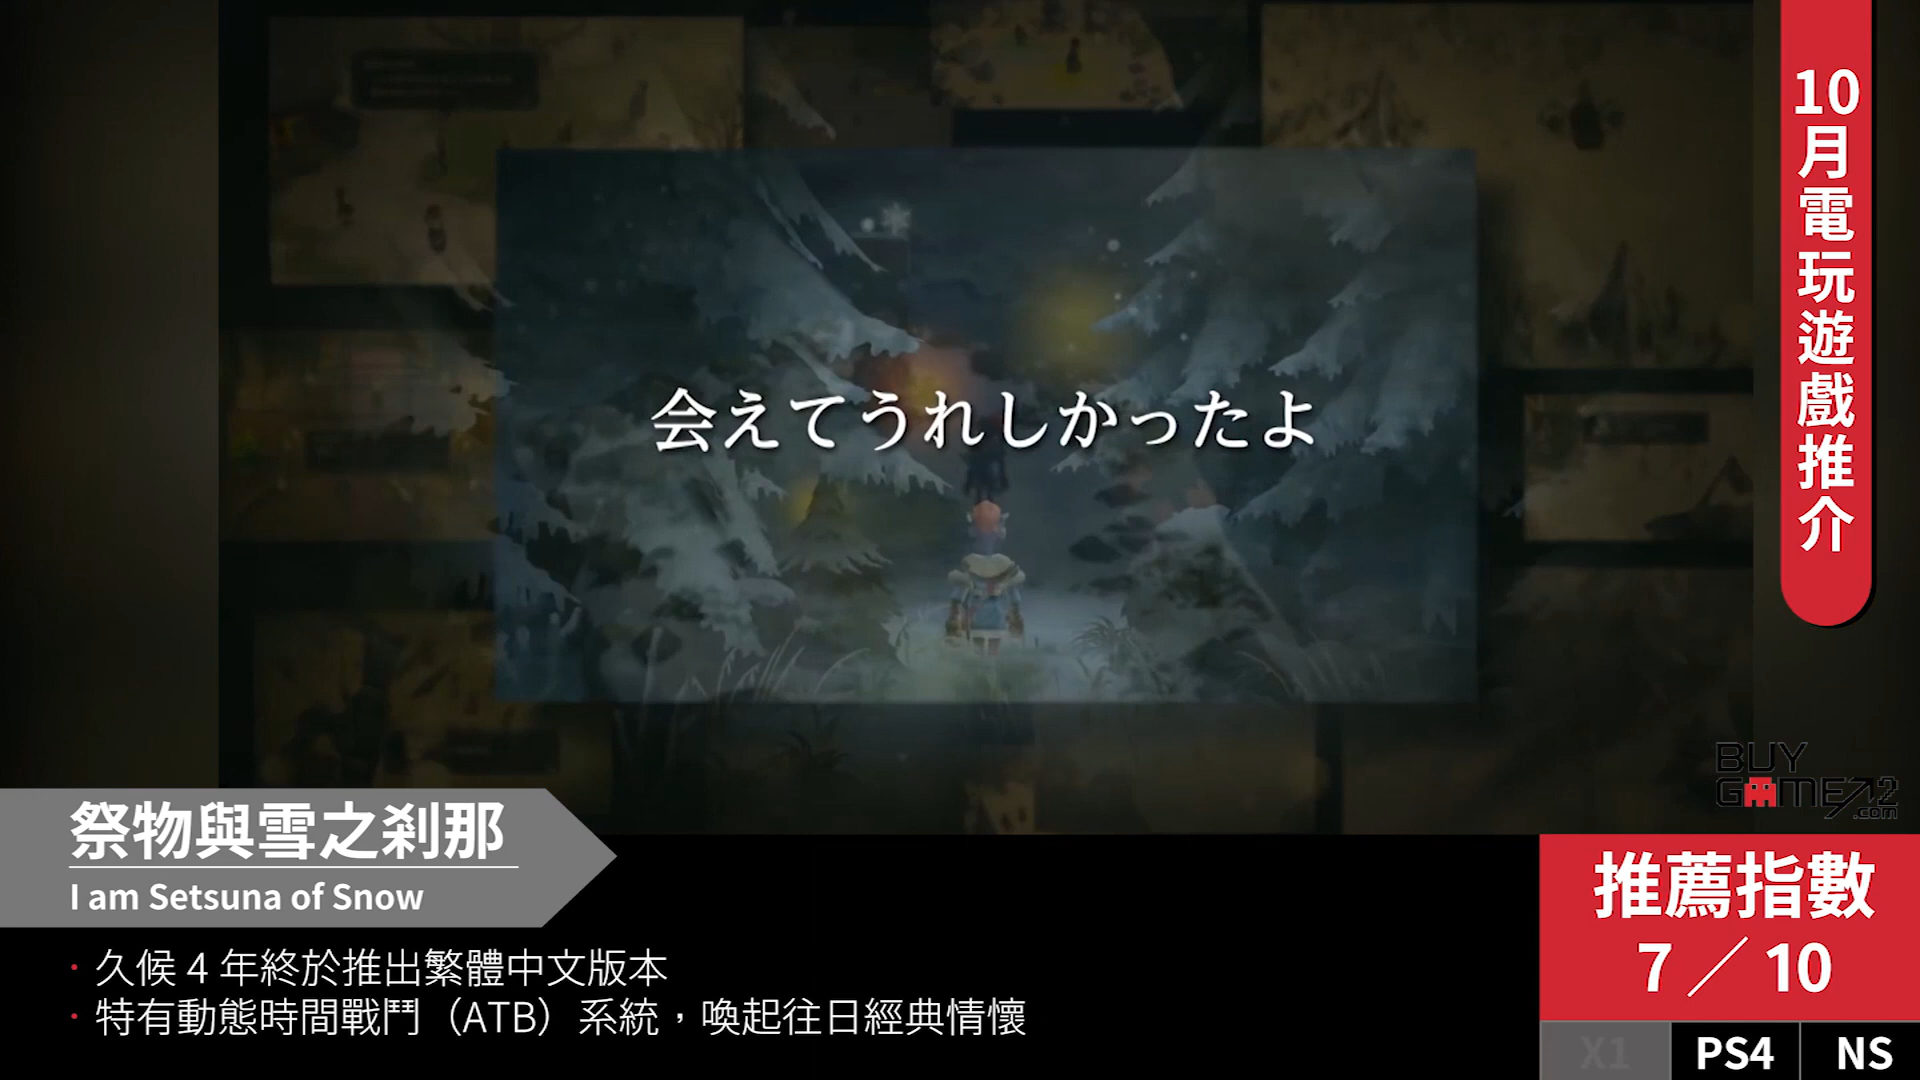 10月電玩遊戲推介
会えてうれしかったよ
BUY
GAME72
.com
祭物與雪之剎那
I am Setsuna of Snow
· 久候 4 年終於推出繁體中文版本
· 特有動態時間戰鬥（ATB）系統，喚起往日經典情懷
推薦指數
7／10
X1 PS4 NS